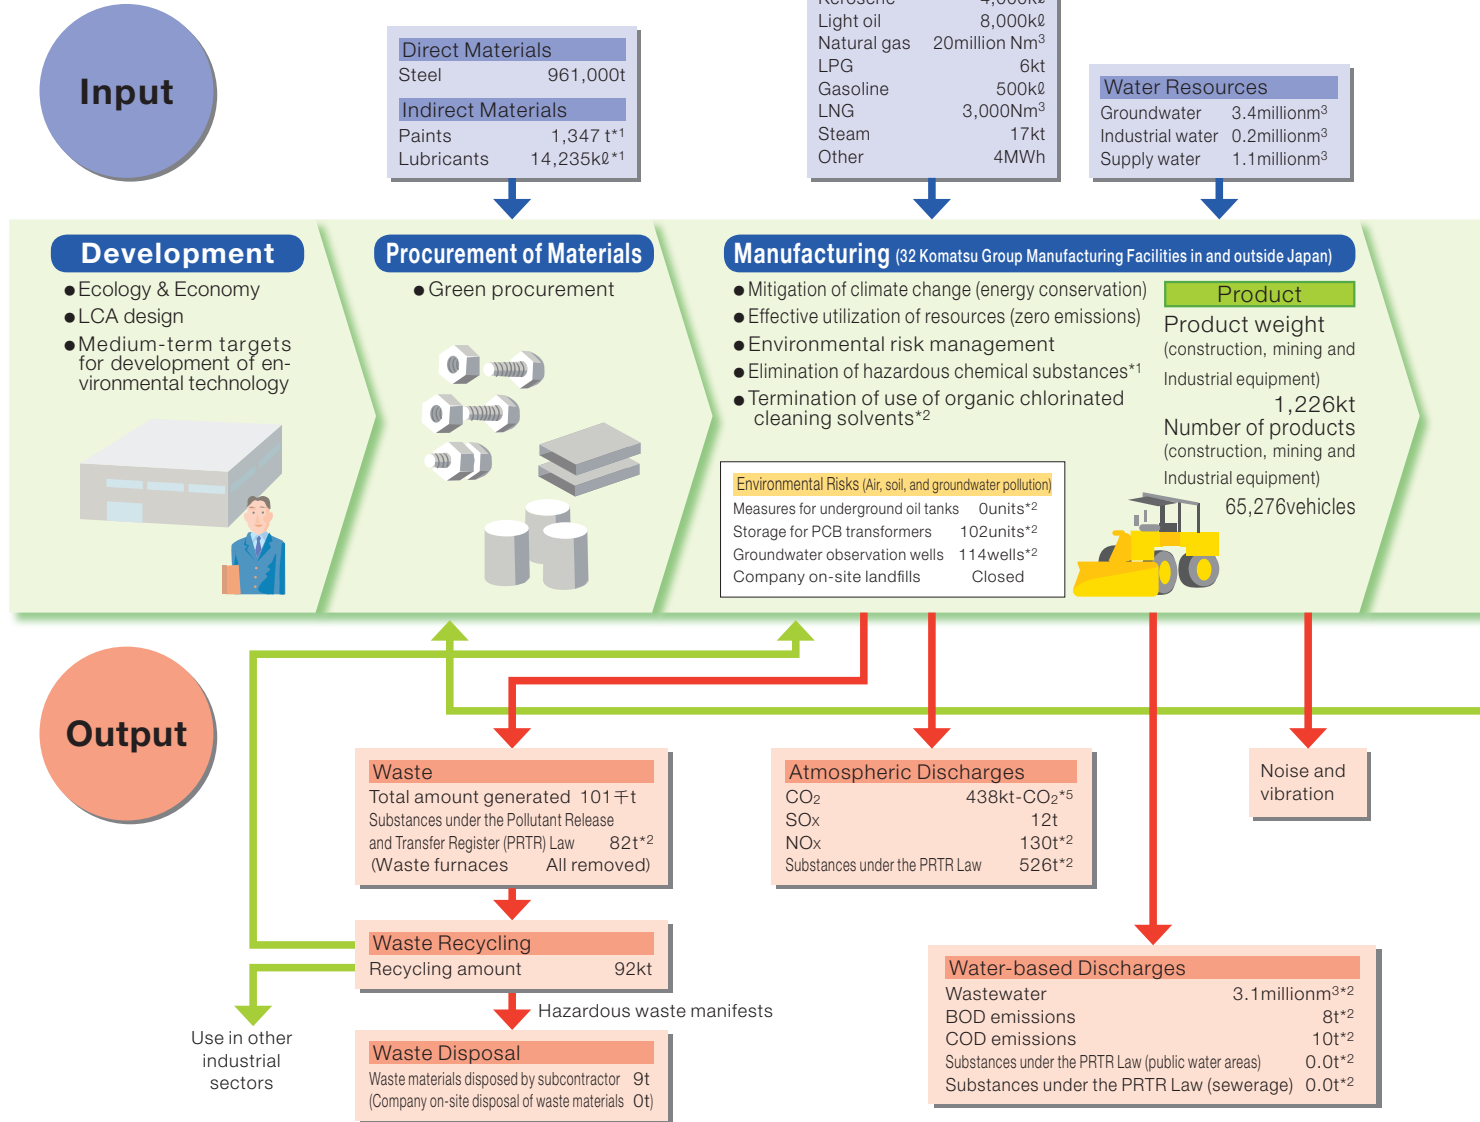 Input
Direct Materials
Steel 961,000t
Indirect Materials
Paints 1,347 t*1
Lubricants 14,235kℓ*1
Kerosene 4,000kℓ
Light oil 8,000kℓ
Natural gas 20million Nm3
LPG 6kt
Gasoline 500kℓ
LNG 3,000Nm3
Steam 17kt
Other 4MWh
Water Resources
Groundwater 3.4millionm3
Industrial water 0.2millionm3
Supply water 1.1millionm3
Development
● Ecology & Economy
● LCA design
● Medium-term targets
for development of en-
vironmental technology
Procurement of Materials
● Green procurement
Manufacturing (32 Komatsu Group Manufacturing Facilities in and outside Japan)
● Mitigation of climate change (energy conservation)
● Effective utilization of resources (zero emissions)
● Environmental risk management
● Elimination of hazardous chemical substances*1
● Termination of use of organic chlorinated
cleaning solvents*2
Product
Product weight
(construction, mining and
Industrial equipment)
1,226kt
Number of products
(construction, mining and
Industrial equipment)
65,276vehicles
Environmental Risks (Air, soil, and groundwater pollution)
Measures for underground oil tanks 0units*2
Storage for PCB transformers 102units*2
Groundwater observation wells 114wells*2
Company on-site landfills Closed
Output
Waste
Total amount generated 101千t
Substances under the Pollutant Release
and Transfer Register (PRTR) Law 82t*2
(Waste furnaces All removed)
Atmospheric Discharges
CO2 438kt-CO2*5
SOx 12t
NOx 130t*2
Substances under the PRTR Law 526t*2
Noise and
vibration
Waste Recycling
Recycling amount 92kt
Hazardous waste manifests
Use in other
industrial
sectors
Waste Disposal
Waste materials disposed by subcontractor 9t
(Company on-site disposal of waste materials 0t)
Water-based Discharges
Wastewater 3.1millionm3*2
BOD emissions 8t*2
COD emissions 10t*2
Substances under the PRTR Law (public water areas) 0.0t*2
Substances under the PRTR Law (sewerage) 0.0t*2